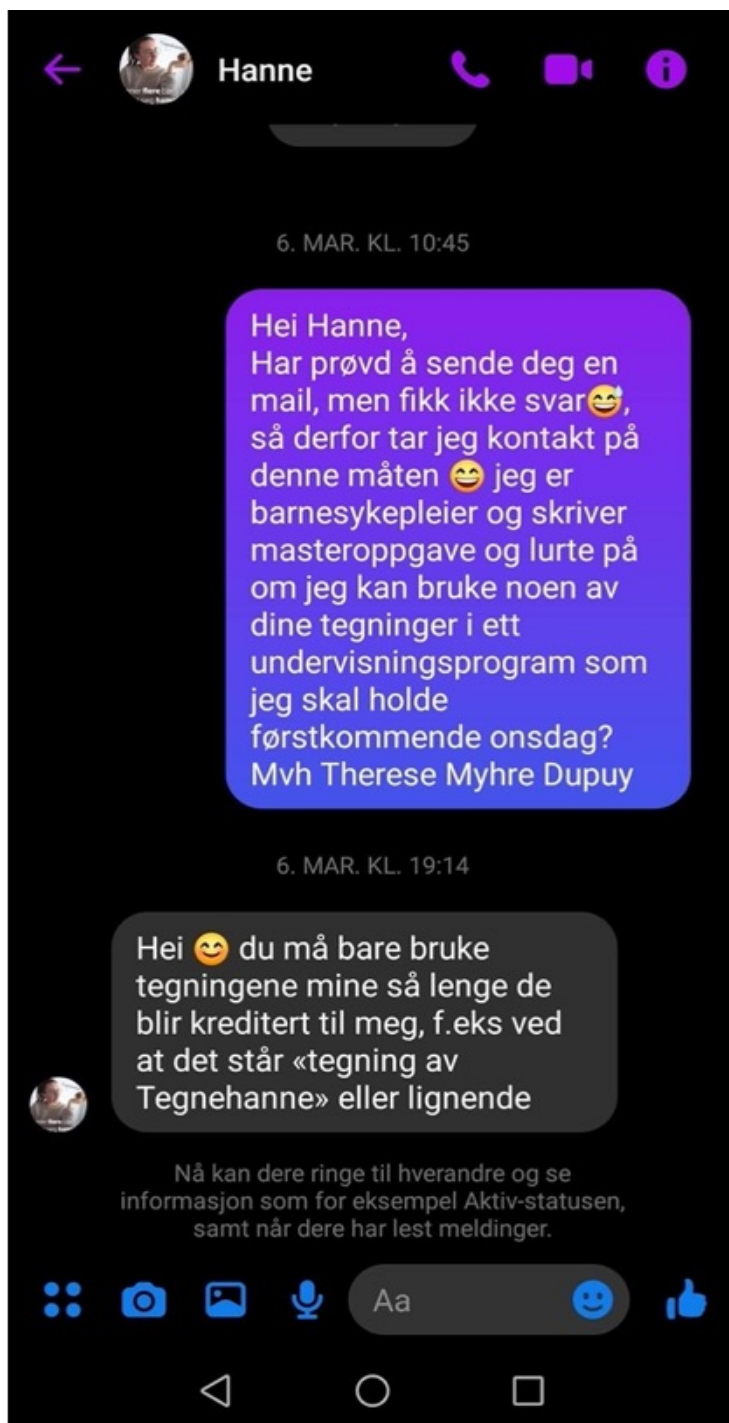 Hanne
6. MAR. KL. 10:45
Hei Hanne,
Har prøvd å sende deg en
mail, men fikk ikke svar😅,
så derfor tar jeg kontakt på
denne måten 😄 jeg er
barnesykepleier og skriver
masteroppgave og lurte på
om jeg kan bruke noen av
dine tegninger i ett
undervisningsprogram som
jeg skal holde
førstkommende onsdag?
Mvh Therese Myhre Dupuy
6. MAR. KL. 19:14
Hei 😊 du må bare bruke
tegningene mine så lenge de
blir kreditert til meg, f.eks ved
at det står «tegning av
Tegnehanne» eller lignende
Nå kan dere ringe til hverandre og se
informasjon som for eksempel Aktiv-statusen,
samt når dere har lest meldinger.
Aa